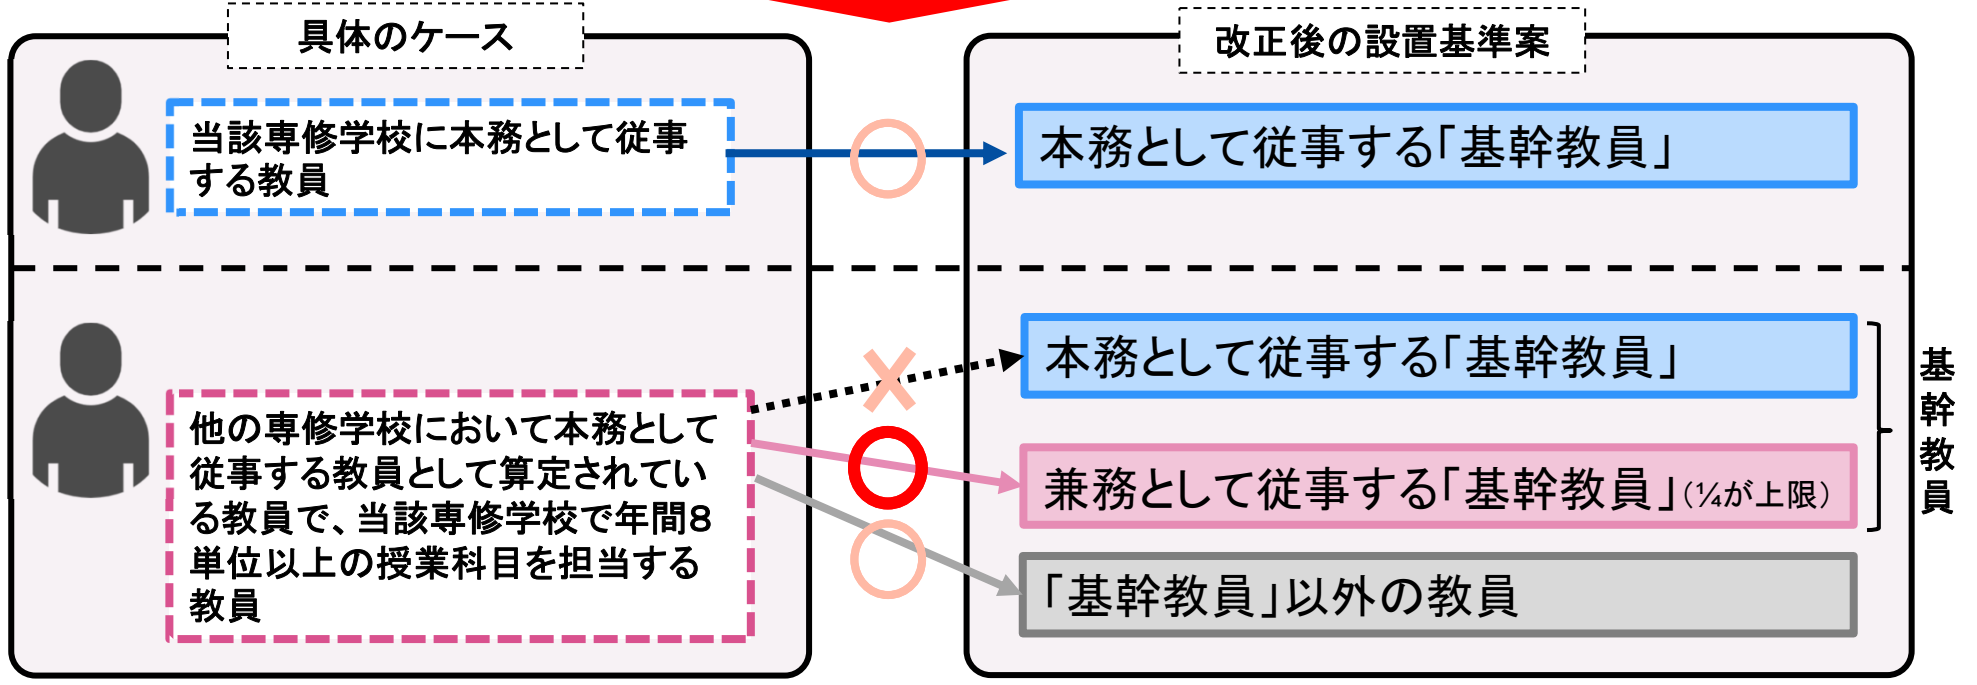 具体のケース
改正後の設置基準案
当該専修学校に本務として従事
する教員
本務として従事する「基幹教員」
他の専修学校において本務として
従事する教員として算定されてい
る教員で、当該専修学校で年間８
単位以上の授業科目を担当する
教員
本務として従事する「基幹教員」
兼務として従事する「基幹教員」（¼が上限）
「基幹教員」以外の教員
基幹教員